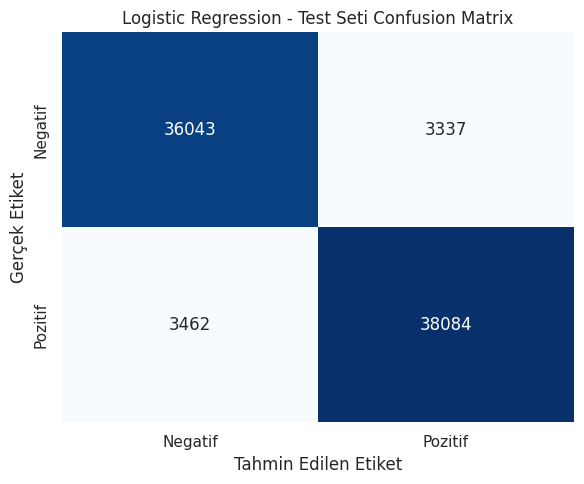 Logistic Regression - Test Seti Confusion Matrix
Gerçek Etiket
Negatif
36043 3337
Pozitif
3462 38084
Negatif Pozitif
Tahmin Edilen Etiket